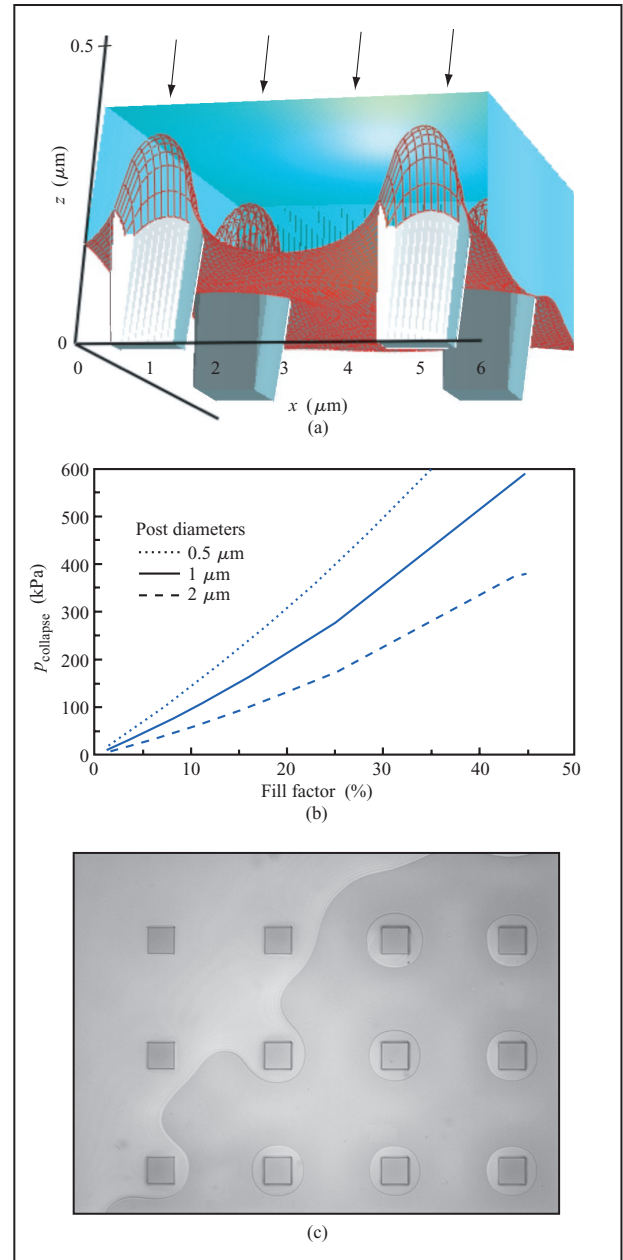 0.5
z (μm)
0
0 1 2 3 4 5 6
x (μm)
(a)
600
500
400
300
200
100
0
p collapse (kPa)
Post diameters
0.5 μm
1 μm
2 μm
0 10 20 30 40 50
Fill factor (%)
(b)
(c)